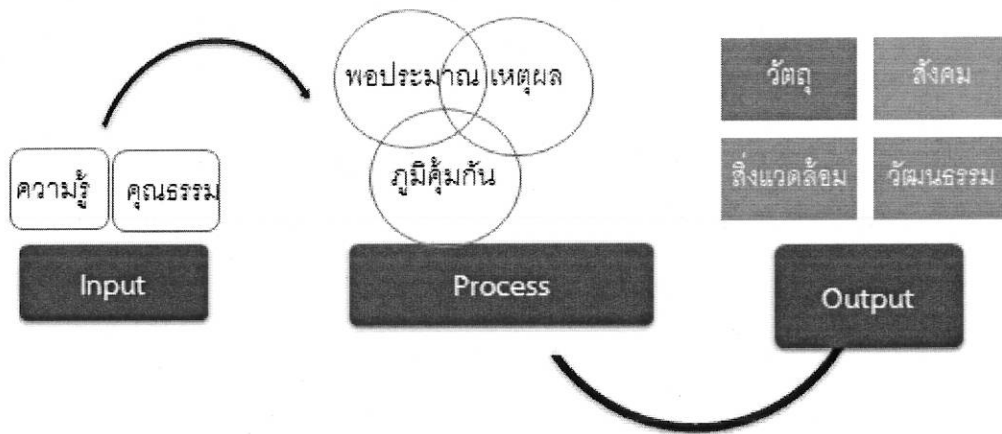 ความรู้
คุณธรรม
Input
พอประมาณ
เหตุผล
ภูมิคุ้มกัน
Process
วัตถุ
สังคม
สิ่งแวดล้อม
วัฒนธรรม
Output